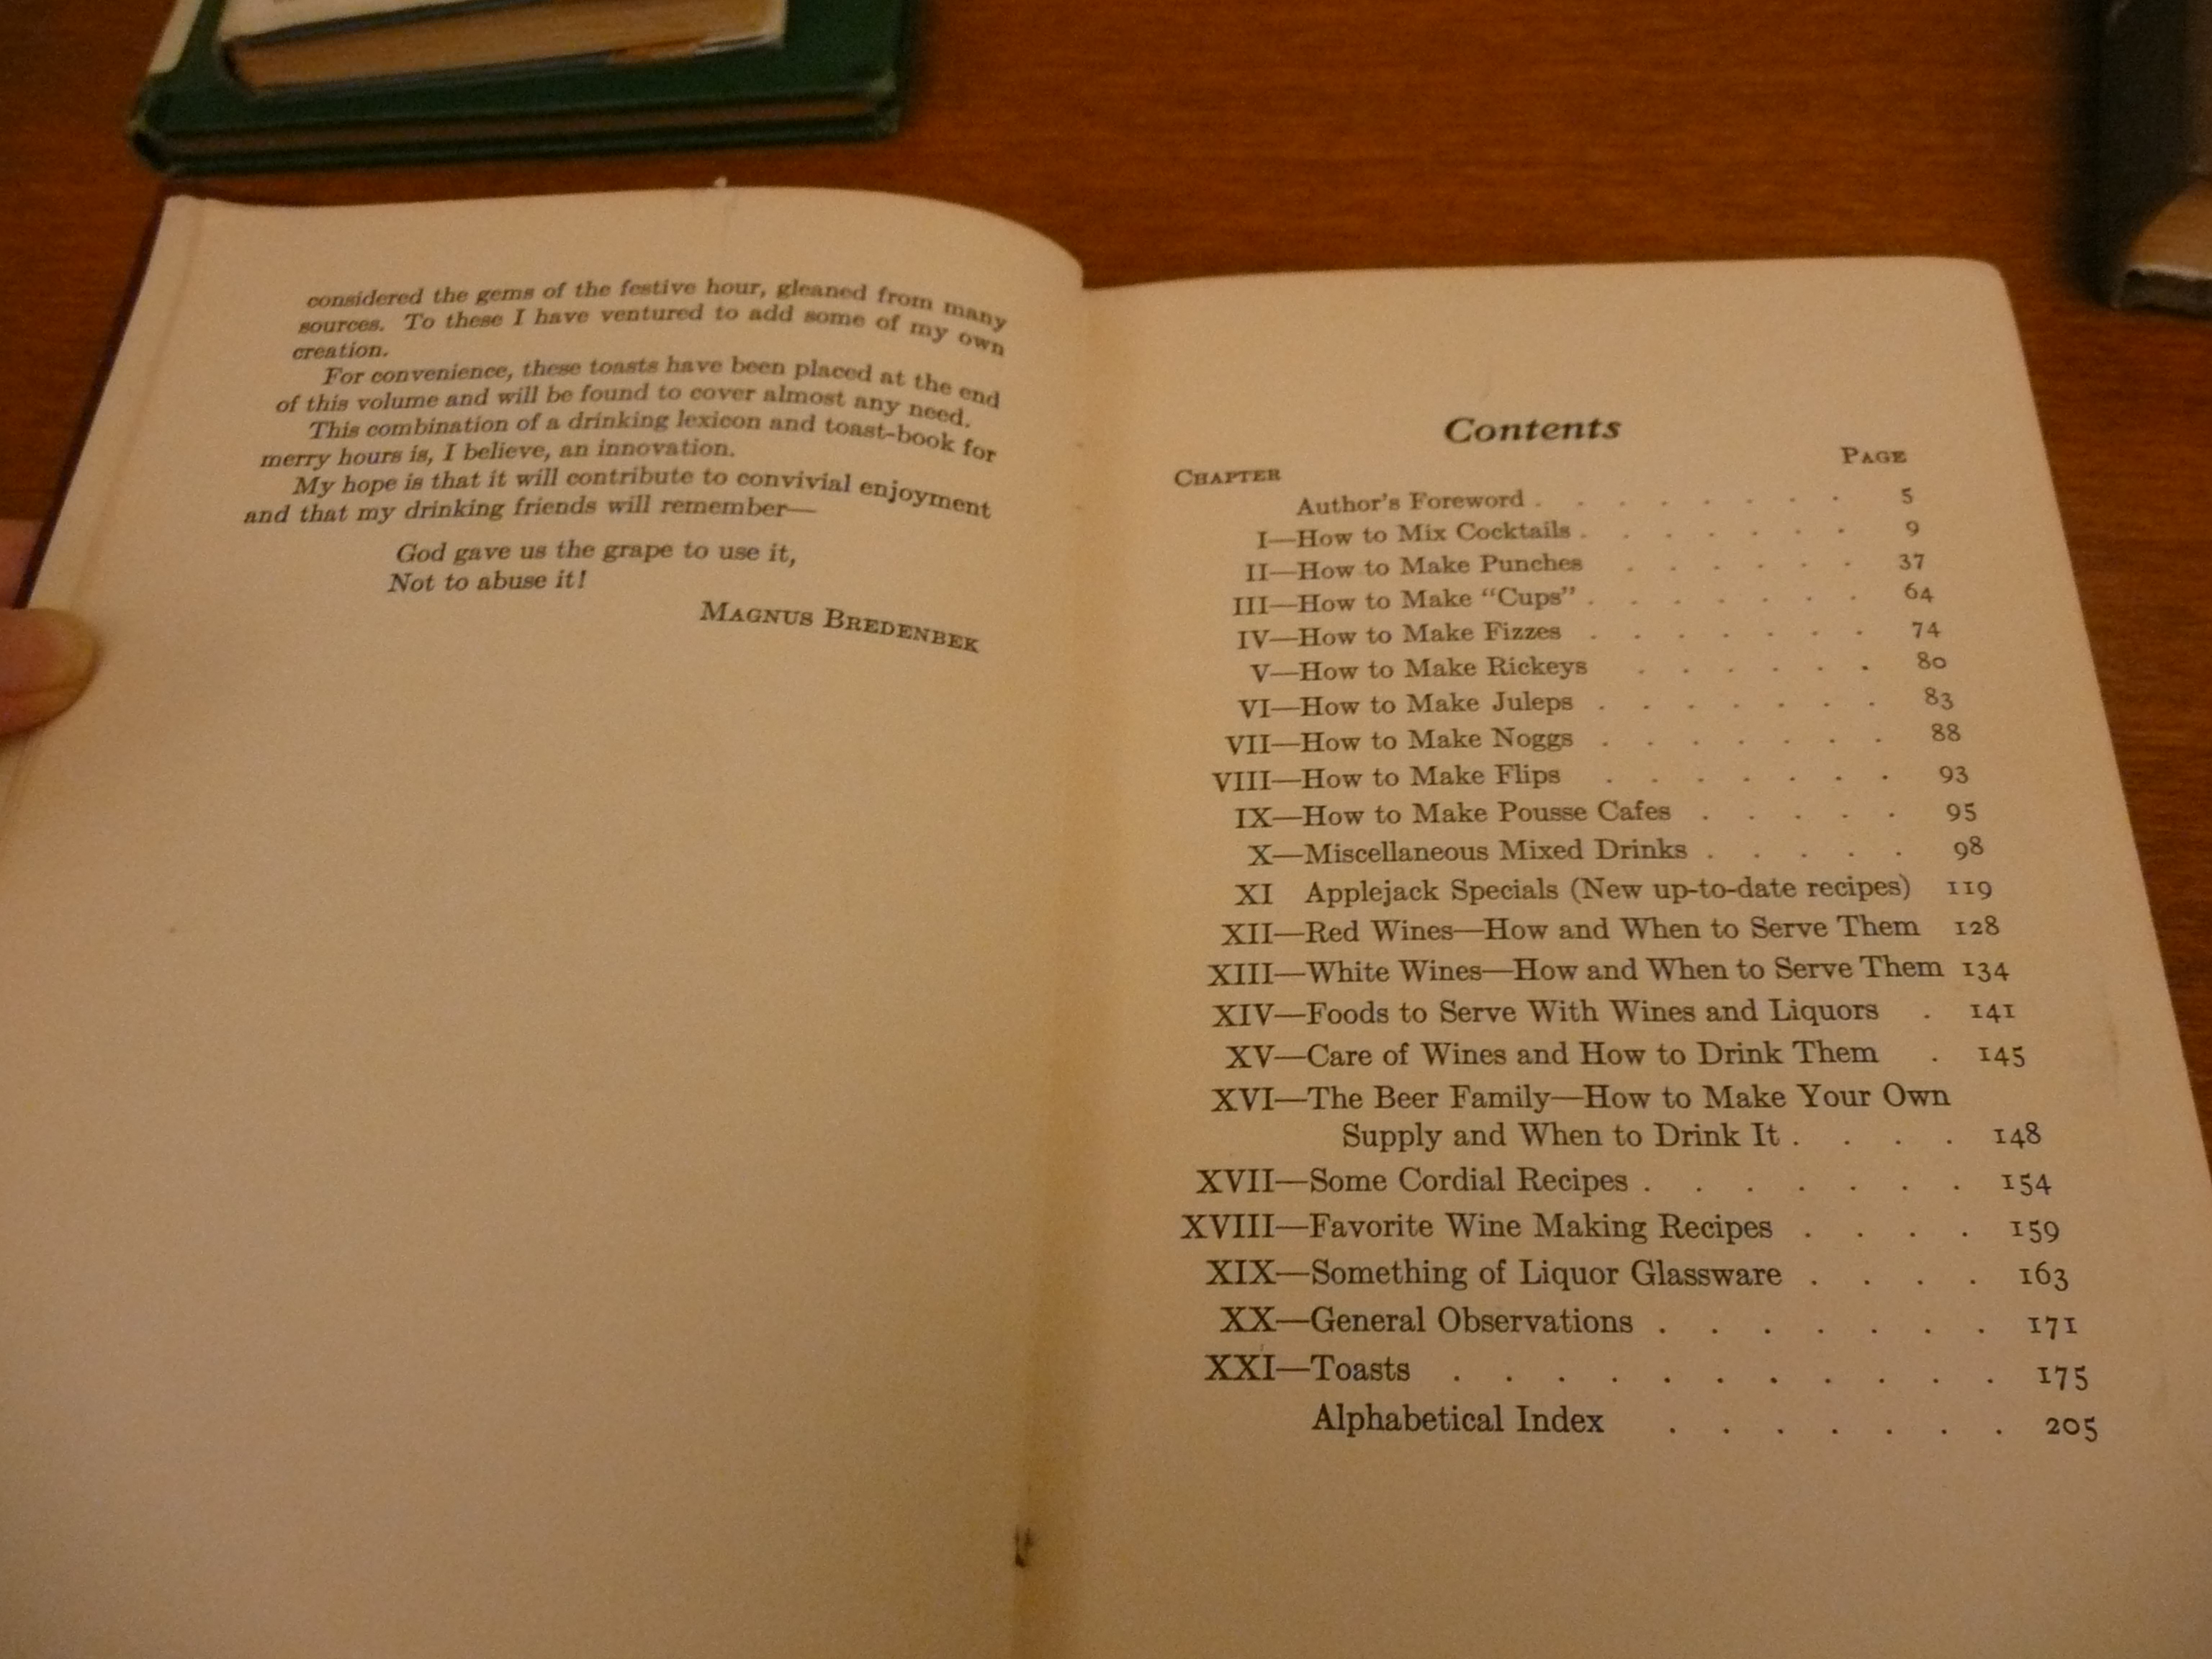 considered the gems of the festive hour, gleaned from many
sources. To these I have ventured to add some of my own
creation.
For convenience, these toasts have been placed at the end
of this volume and will be found to cover almost any need.
This combination of a drinking lexicon and toast-book for
merry hours is, I believe, an innovation.
My hope is that it will contribute to convivial enjoyment
and that my drinking friends will remember—
God gave us the grape to use it,
Not to abuse it!
MAGNUS BREDENBEK
Contents
CHAPTER PAGE
Author's Foreword . . . . . . . 5
I—How to Mix Cocktails . . . . . . 9
II—How to Make Punches . . . . . 37
III—How to Make "Cups" . . . . . . 64
IV—How to Make Fizzes . . . . . . 74
V—How to Make Rickeys . . . . . . 80
VI—How to Make Juleps . . . . . . . 83
VII—How to Make Noggs . . . . . . . 88
VIII—How to Make Flips . . . . . . . 93
IX—How to Make Pousse Cafes . . . . . 95
X—Miscellaneous Mixed Drinks . . . . . 98
XI Applejack Specials (New up-to-date recipes) 119
XII—Red Wines—How and When to Serve Them 128
XIII—White Wines—How and When to Serve Them 134
XIV—Foods to Serve With Wines and Liquors . 141
XV—Care of Wines and How to Drink Them . 145
XVI—The Beer Family—How to Make Your Own
Supply and When to Drink It . . . . 148
XVII—Some Cordial Recipes . . . . . . . 154
XVIII—Favorite Wine Making Recipes . . . . 159
XIX—Something of Liquor Glassware . . . . 163
XX—General Observations . . . . . . . 171
XXI—Toasts . . . . . . . . . . . 175
Alphabetical Index . . . . . . . 205